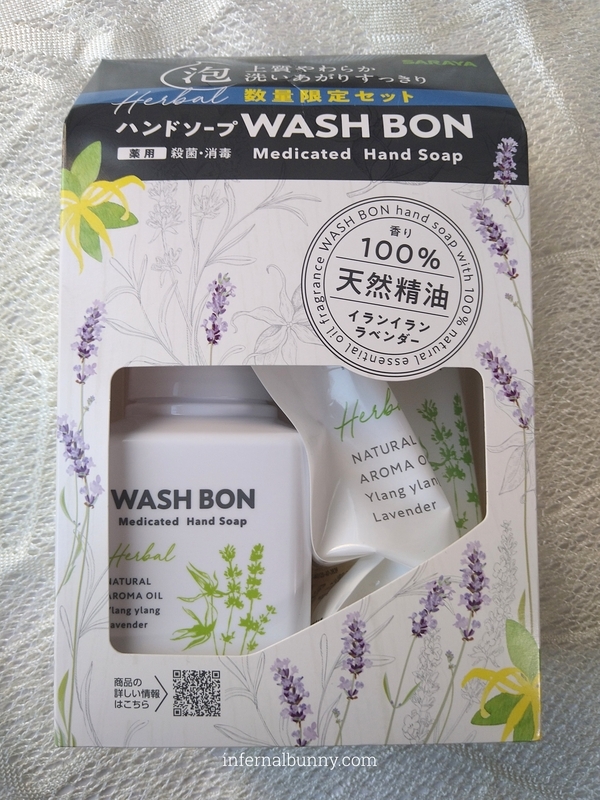 泡
上質やわらか
洗いあがりすっきり
SARAYA
Herbal 数量限定セット
ハンドソープ WASH BON
薬用 殺菌・消毒 Medicated Hand Soap
WASH BON hand soap with 100% natural essential oil fragrance
香り
100%
天然精油
イランイラン
ラベンダー
Herb
NATURAL
AROMA O
Ylang ylan
Lavender
WASH BON
Medicated Hand Soap
Herbal
NATURAL
AROMA OIL
Ylang ylang
avender
商品の
詳しい情報
はこちら
infernalbunny.com